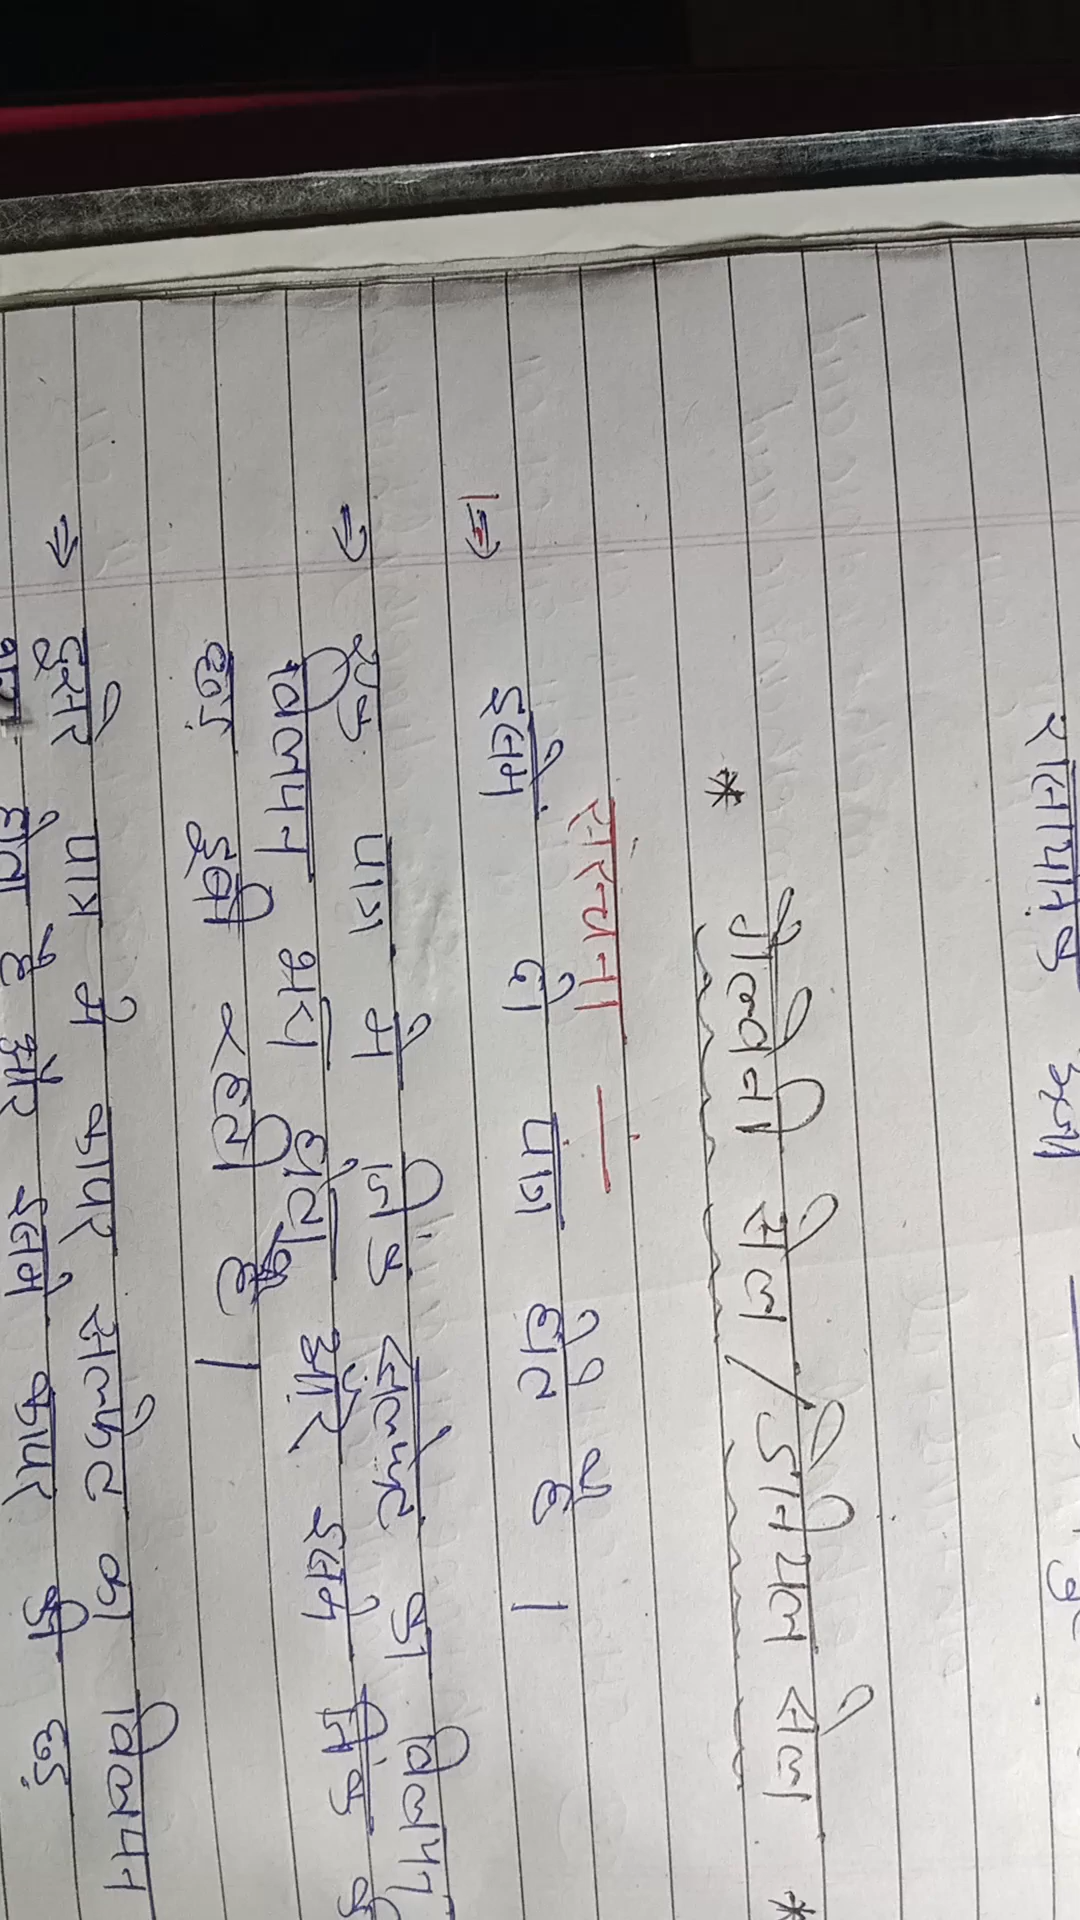 रासायनिक ऊर्जा
* गैल्वेनी सेल / डेनियल सेल *
संरचना —
⇒ इसमें दो पात्र होते हैं ।
⇒ एक पात्र में जिंक सल्फेट का विलयन
विलयन भरा होता है और इसमें जिंक की
छड़ डूबी रहती है ।
⇒ दूसरे पात्र में कापर सल्फेट का विलयन
होता है और इसमें कापर की छड़